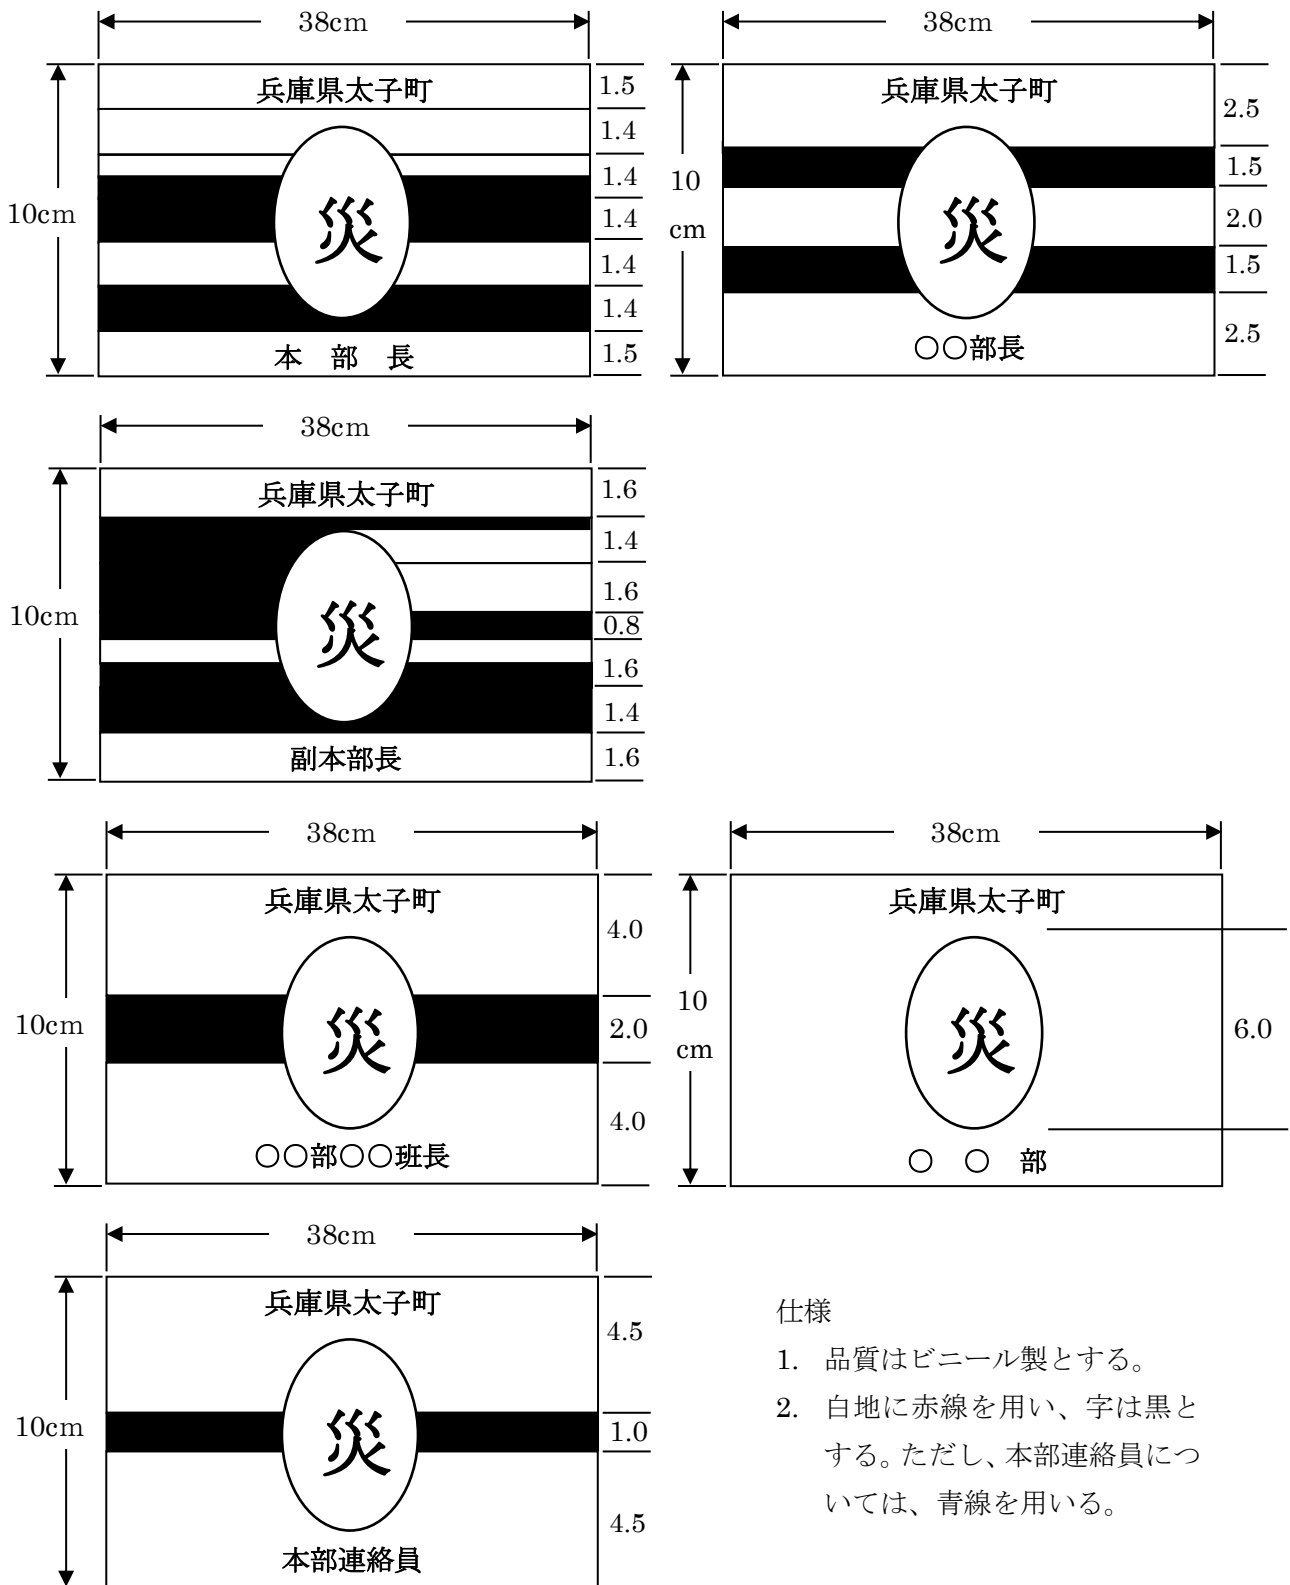 38cm
兵庫県太子町
10cm
災
本 部 長
1.5
1.4
1.4
1.4
1.4
1.4
1.5
38cm
兵庫県太子町
10
cm
災
〇〇部長
2.5
1.5
2.0
1.5
2.5
38cm
兵庫県太子町
10cm
災
副本部長
1.6
1.4
1.6
0.8
1.6
1.4
1.6
38cm
兵庫県太子町
10cm
災
〇〇部〇〇班長
4.0
2.0
4.0
38cm
兵庫県太子町
10
cm
災
〇 〇 部
6.0
38cm
兵庫県太子町
10cm
災
本部連絡員
4.5
1.0
4.5
仕様
1. 品質はビニール製とする。
2. 白地に赤線を用い、字は黒と
する。ただし、本部連絡員につ
いては、青線を用いる。